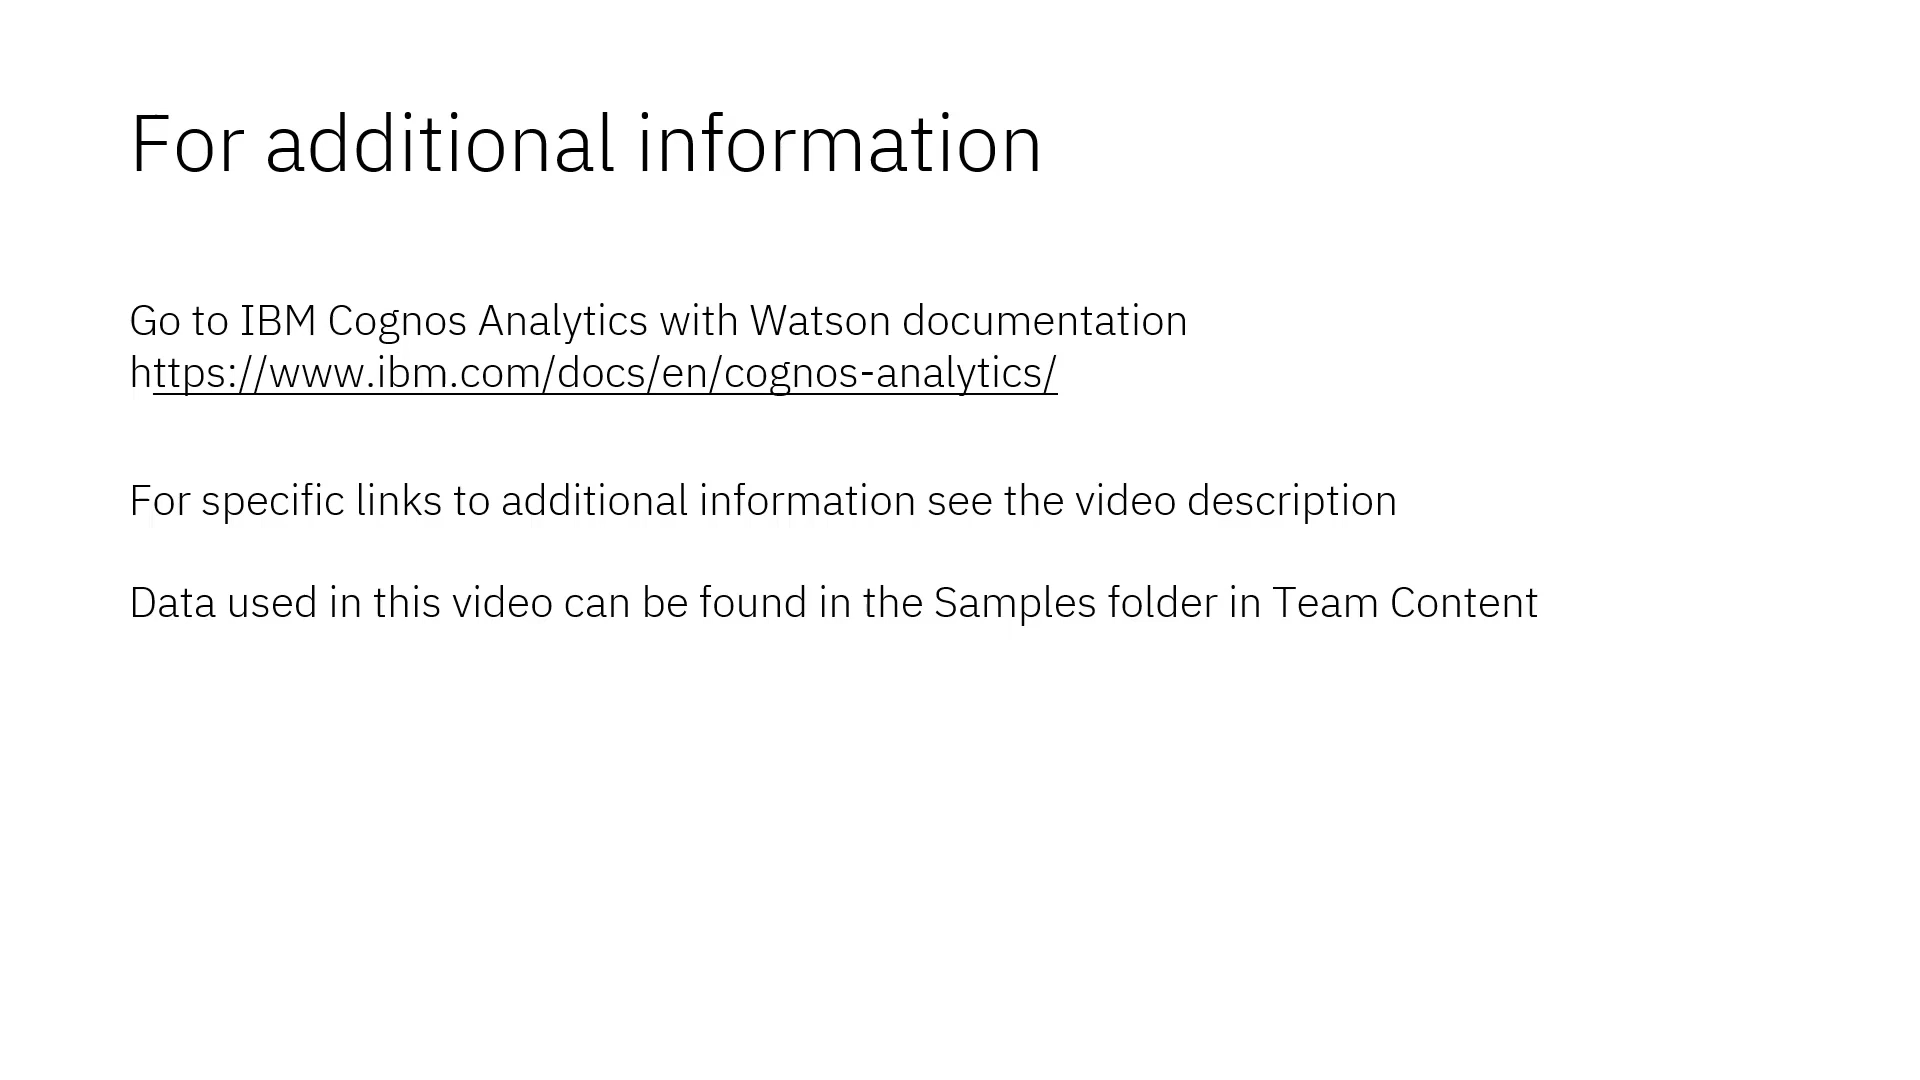 For additional information
Go to IBM Cognos Analytics with Watson documentation
https://www.ibm.com/docs/en/cognos-analytics/
For specific links to additional information see the video description
Data used in this video can be found in the Samples folder in Team Content